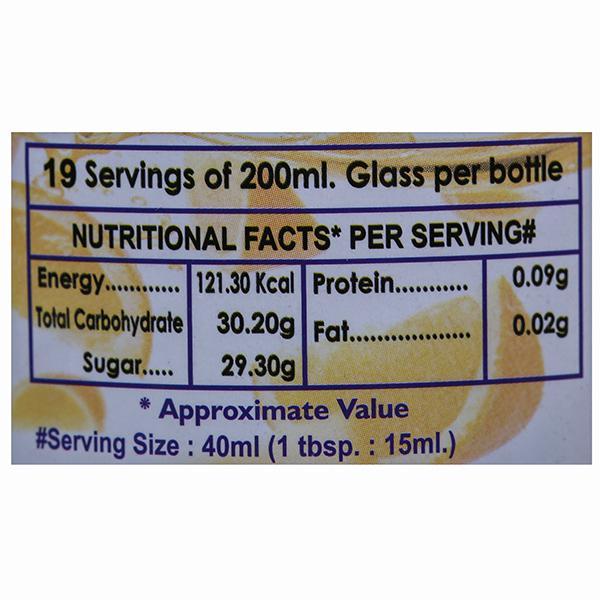 19 Servings of 200ml. Glass per bottle
NUTRITIONAL FACTS* PER SERVING#
Energy............ 121.30 Kcal Protein........... 0.09g
Total Carbohydrate 30.20g Fat................... 0.02g
Sugar..... 29.30g
* Approximate Value
#Serving Size : 40ml (1 tbsp. : 15ml.)